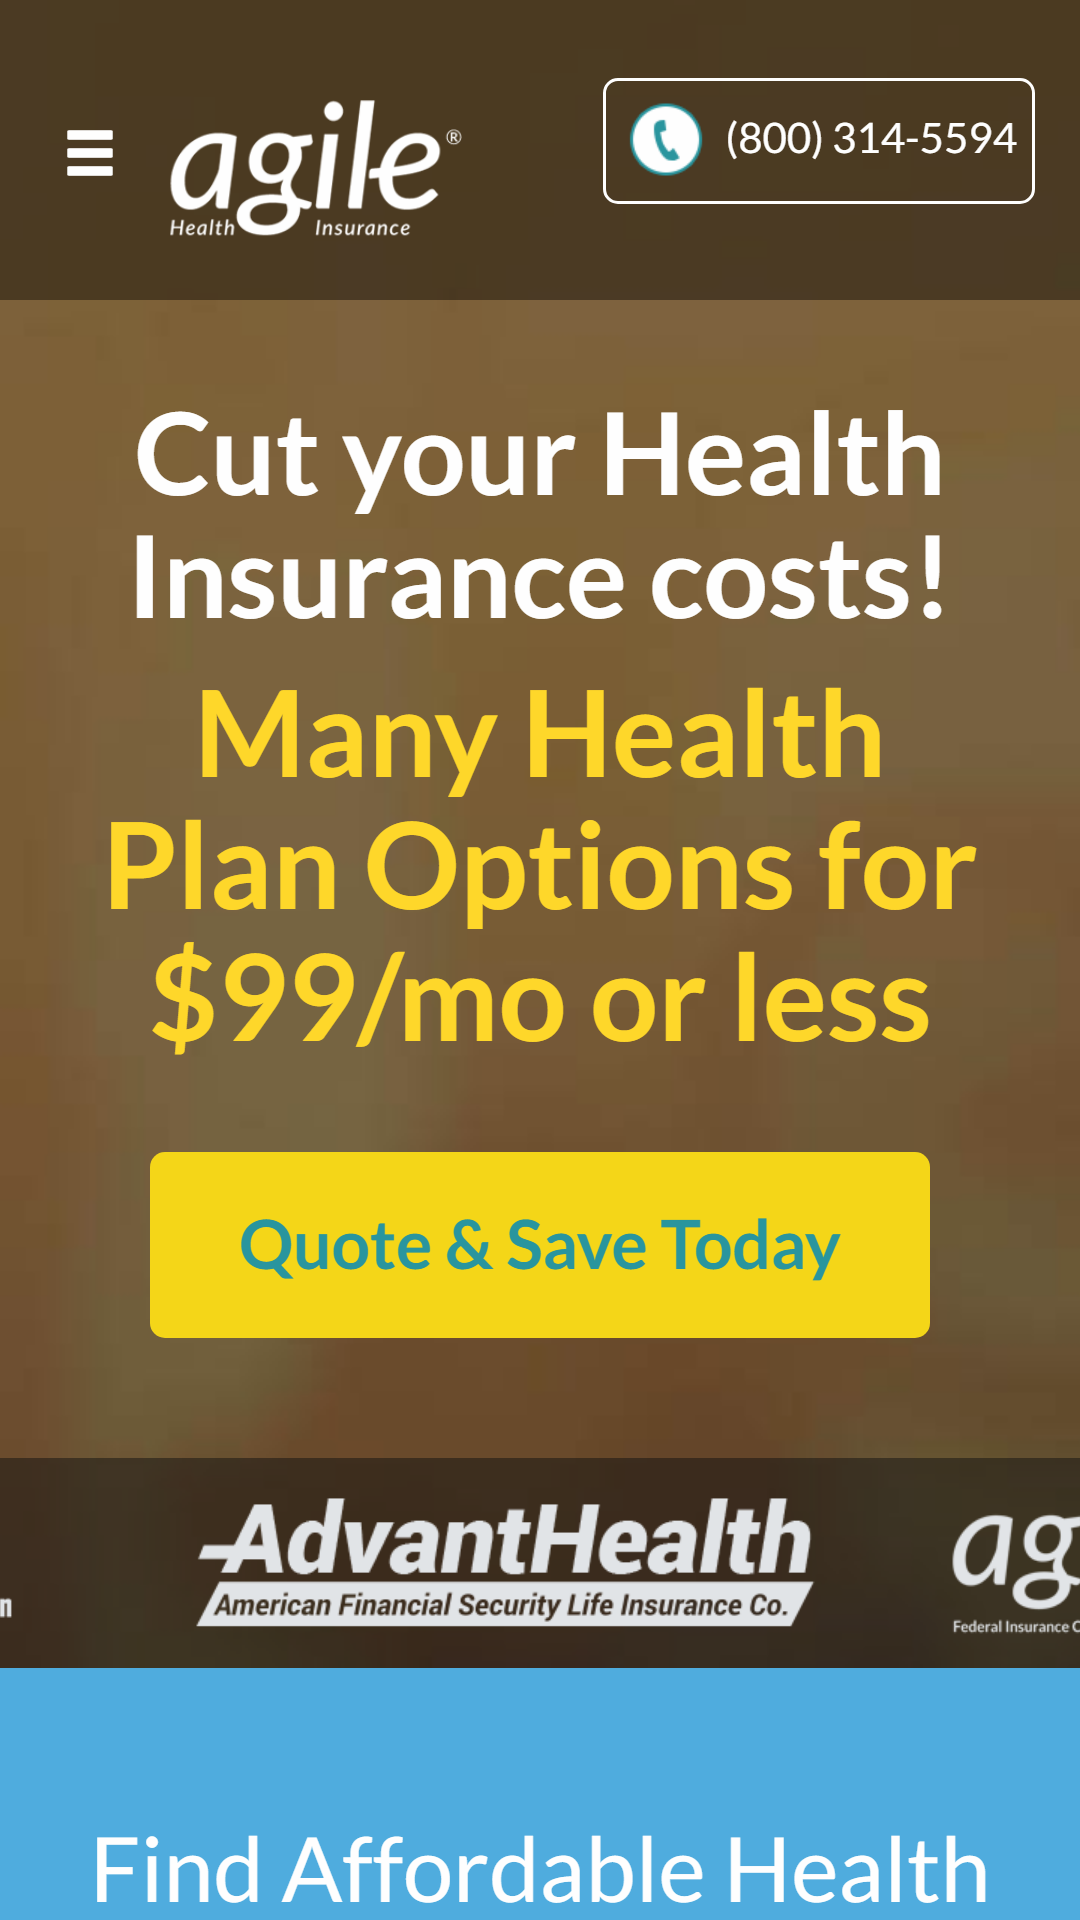 agile®
Health Insurance
(800) 314-5594
Cut your Health
Insurance costs!
Many Health
Plan Options for
$99/mo or less
Quote & Save Today
n
AdvantHealth
American Financial Security Life Insurance Co.
ag
Federal Insurance
Find Affordable Health